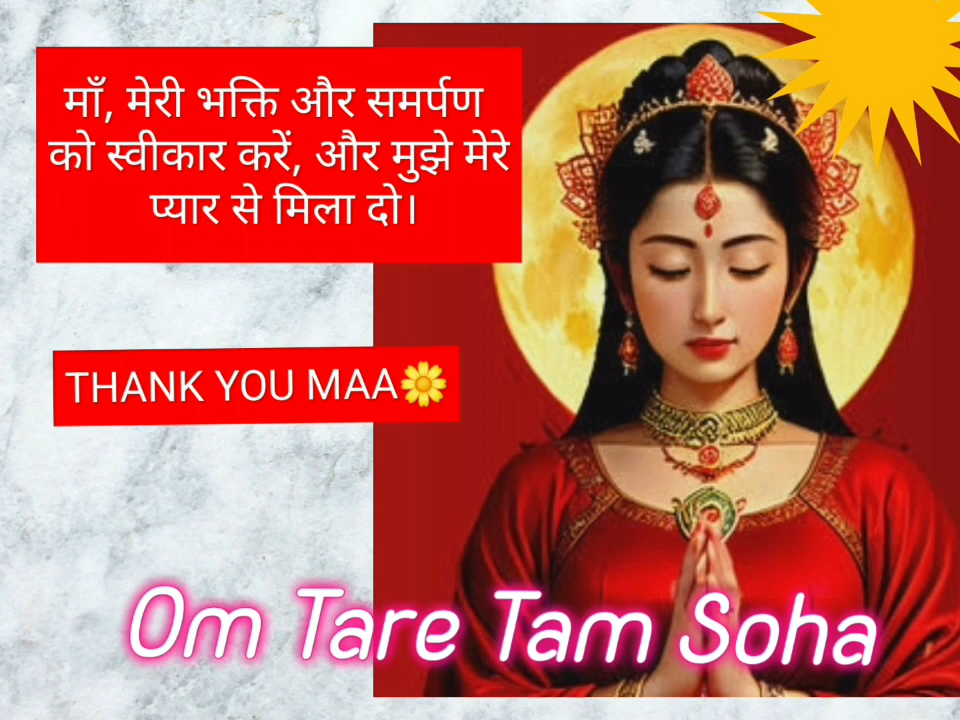 माँ, मेरी भक्ति और समर्पण
को स्वीकार करें, और मुझे मेरे
प्यार से मिला दो।
THANK YOU MAA🌼
Om Tare Tam Soha